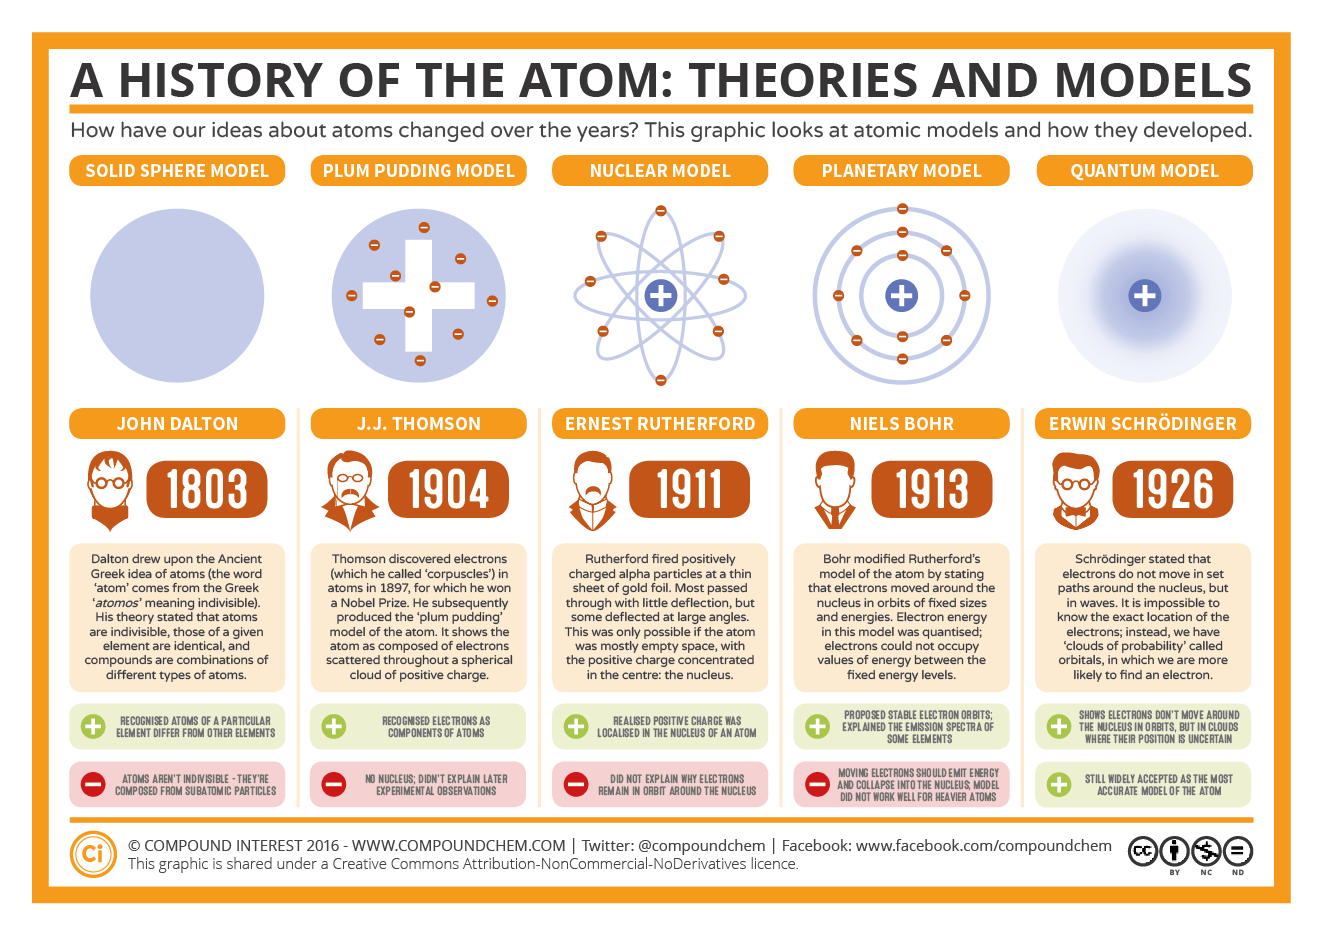 A HISTORY OF THE ATOM: THEORIES AND MODELS
How have our ideas about atoms changed over the years? This graphic looks at atomic models and how they developed.
SOLID SPHERE MODEL
PLUM PUDDING MODEL
NUCLEAR MODEL
PLANETARY MODEL
QUANTUM MODEL
JOHN DALTON
1803
Dalton drew upon the Ancient
Greek idea of atoms (the word
‘atom’ comes from the Greek
‘atomos’ meaning indivisible).
His theory stated that atoms
are indivisible, those of a given
element are identical, and
compounds are combinations of
different types of atoms.
RECOGNISED ATOMS OF A PARTICULAR
ELEMENT DIFFER FROM OTHER ELEMENTS
ATOMS AREN’T INDIVISIBLE - THEY’RE
COMPOSED FROM SUBATOMIC PARTICLES
J.J. THOMSON
1904
Thomson discovered electrons
(which he called ‘corpuscles’) in
atoms in 1897, for which he won
a Nobel Prize. He subsequently
produced the ‘plum pudding’
model of the atom. It shows the
atom as composed of electrons
scattered throughout a spherical
cloud of positive charge.
RECOGNISED ELECTRONS AS
COMPONENTS OF ATOMS
NO NUCLEUS; DIDN’T EXPLAIN LATER
EXPERIMENTAL OBSERVATIONS
ERNEST RUTHERFORD
1911
Rutherford fired positively
charged alpha particles at a thin
sheet of gold foil. Most passed
through with little deflection, but
some deflected at large angles.
This was only possible if the atom
was mostly empty space, with
the positive charge concentrated
in the centre: the nucleus.
REALISED POSITIVE CHARGE WAS
LOCALISED IN THE NUCLEUS OF AN ATOM
DID NOT EXPLAIN WHY ELECTRONS
REMAIN IN ORBIT AROUND THE NUCLEUS
NIELS BOHR
1913
Bohr modified Rutherford’s
model of the atom by stating
that electrons moved around the
nucleus in orbits of fixed sizes
and energies. Electron energy
in this model was quantised;
electrons could not occupy
values of energy between the
fixed energy levels.
PROPOSED STABLE ELECTRON ORBITS;
EXPLAINED THE EMISSION SPECTRA OF
SOME ELEMENTS
MOVING ELECTRONS SHOULD EMIT ENERGY
AND COLLAPSE INTO THE NUCLEUS; MODEL
DID NOT WORK WELL FOR HEAVIER ATOMS
ERWIN SCHRÖDINGER
1926
Schrödinger stated that
electrons do not move in set
paths around the nucleus, but
in waves. It is impossible to
know the exact location of the
electrons; instead, we have
‘clouds of probability’ called
orbitals, in which we are more
likely to find an electron.
SHOWS ELECTRONS DON’T MOVE AROUND
THE NUCLEUS IN ORBITS, BUT IN CLOUDS
WHERE THEIR POSITION IS UNCERTAIN
STILL WIDELY ACCEPTED AS THE MOST
ACCURATE MODEL OF THE ATOM
Ci
© COMPOUND INTEREST 2016 - WWW.COMPOUNDCHEM.COM | Twitter: @compoundchem | Facebook: www.facebook.com/compoundchem
This graphic is shared under a Creative Commons Attribution-NonCommercial-NoDerivatives licence.
cc
BY NC ND